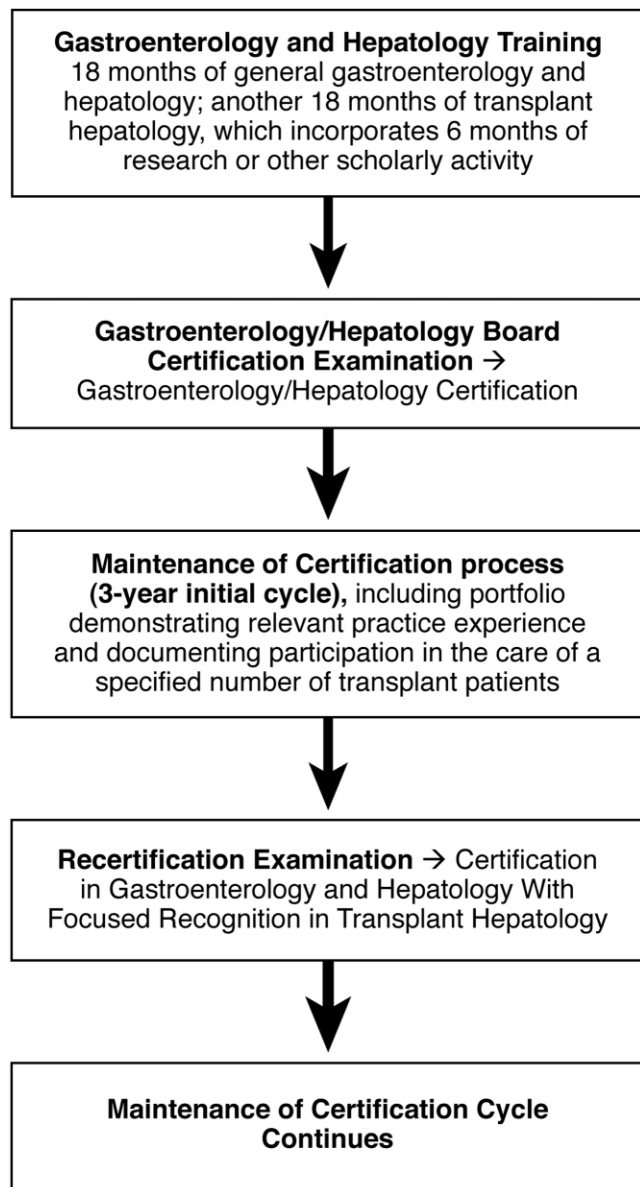 Gastroenterology and Hepatology Training
18 months of general gastroenterology and
hepatology; another 18 months of transplant
hepatology, which incorporates 6 months of
research or other scholarly activity
Gastroenterology/Hepatology Board
Certification Examination →
Gastroenterology/Hepatology Certification
Maintenance of Certification process
(3-year initial cycle), including portfolio
demonstrating relevant practice experience
and documenting participation in the care of a
specified number of transplant patients
Recertification Examination → Certification
in Gastroenterology and Hepatology With
Focused Recognition in Transplant Hepatology
Maintenance of Certification Cycle
Continues